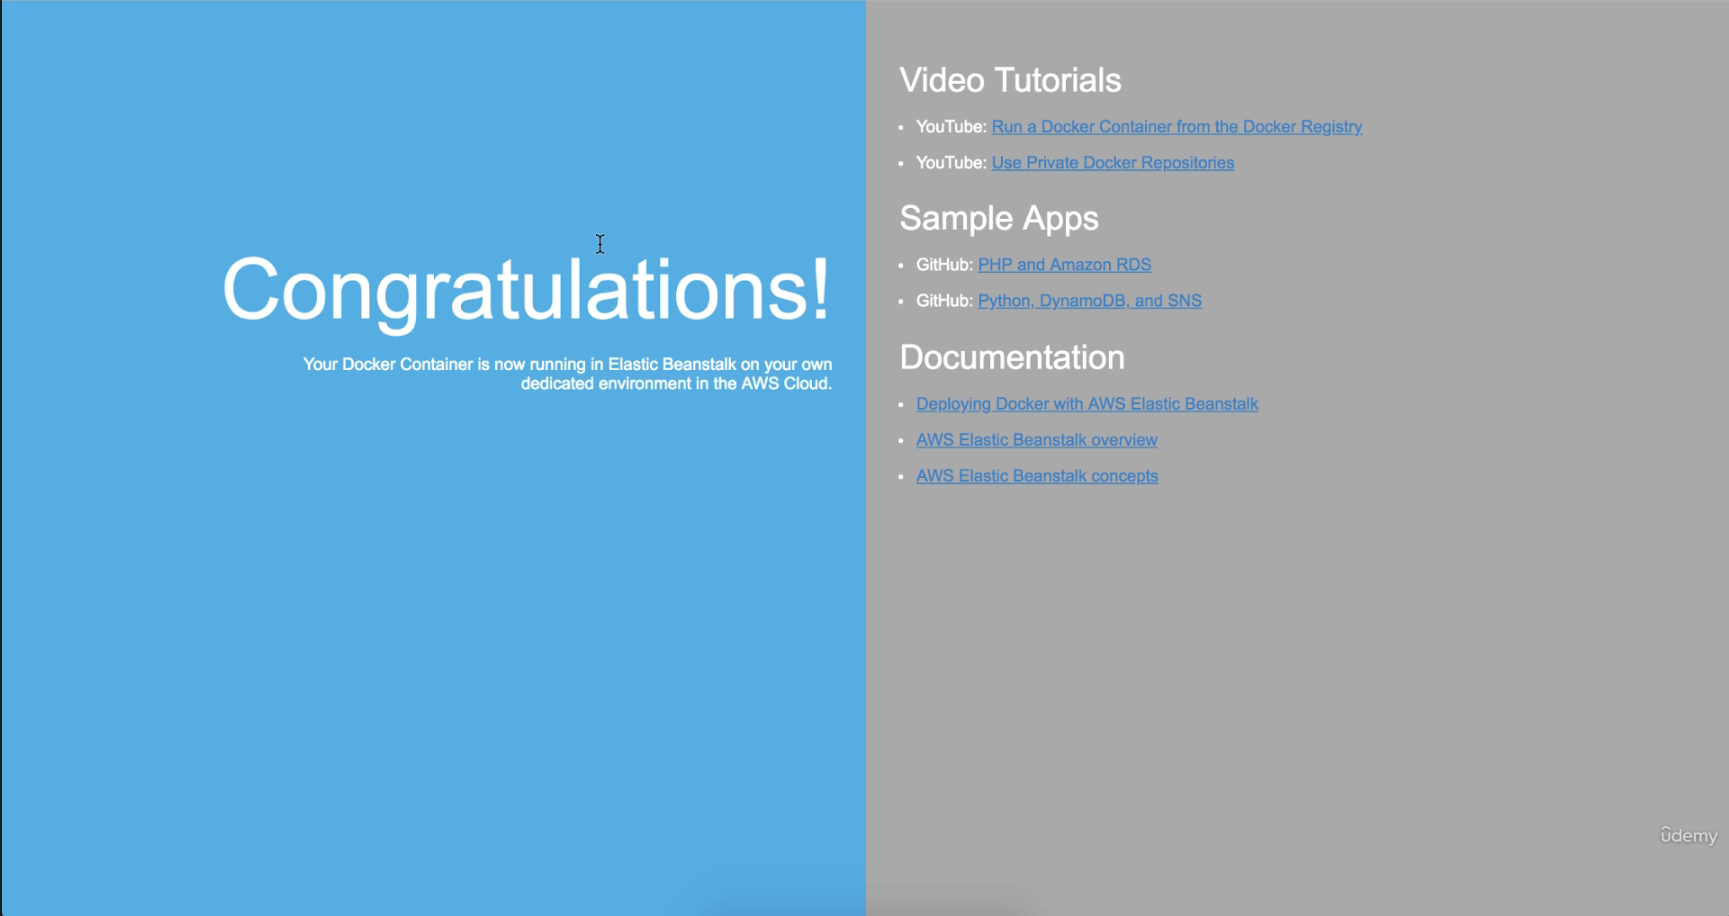 Congratulations!
Your Docker Container is now running in Elastic Beanstalk on your own
dedicated environment in the AWS Cloud.
Video Tutorials
• YouTube: Run a Docker Container from the Docker Registry
• YouTube: Use Private Docker Repositories
Sample Apps
• GitHub: PHP and Amazon RDS
• GitHub: Python, DynamoDB, and SNS
Documentation
• Deploying Docker with AWS Elastic Beanstalk
• AWS Elastic Beanstalk overview
• AWS Elastic Beanstalk concepts
ûdemy